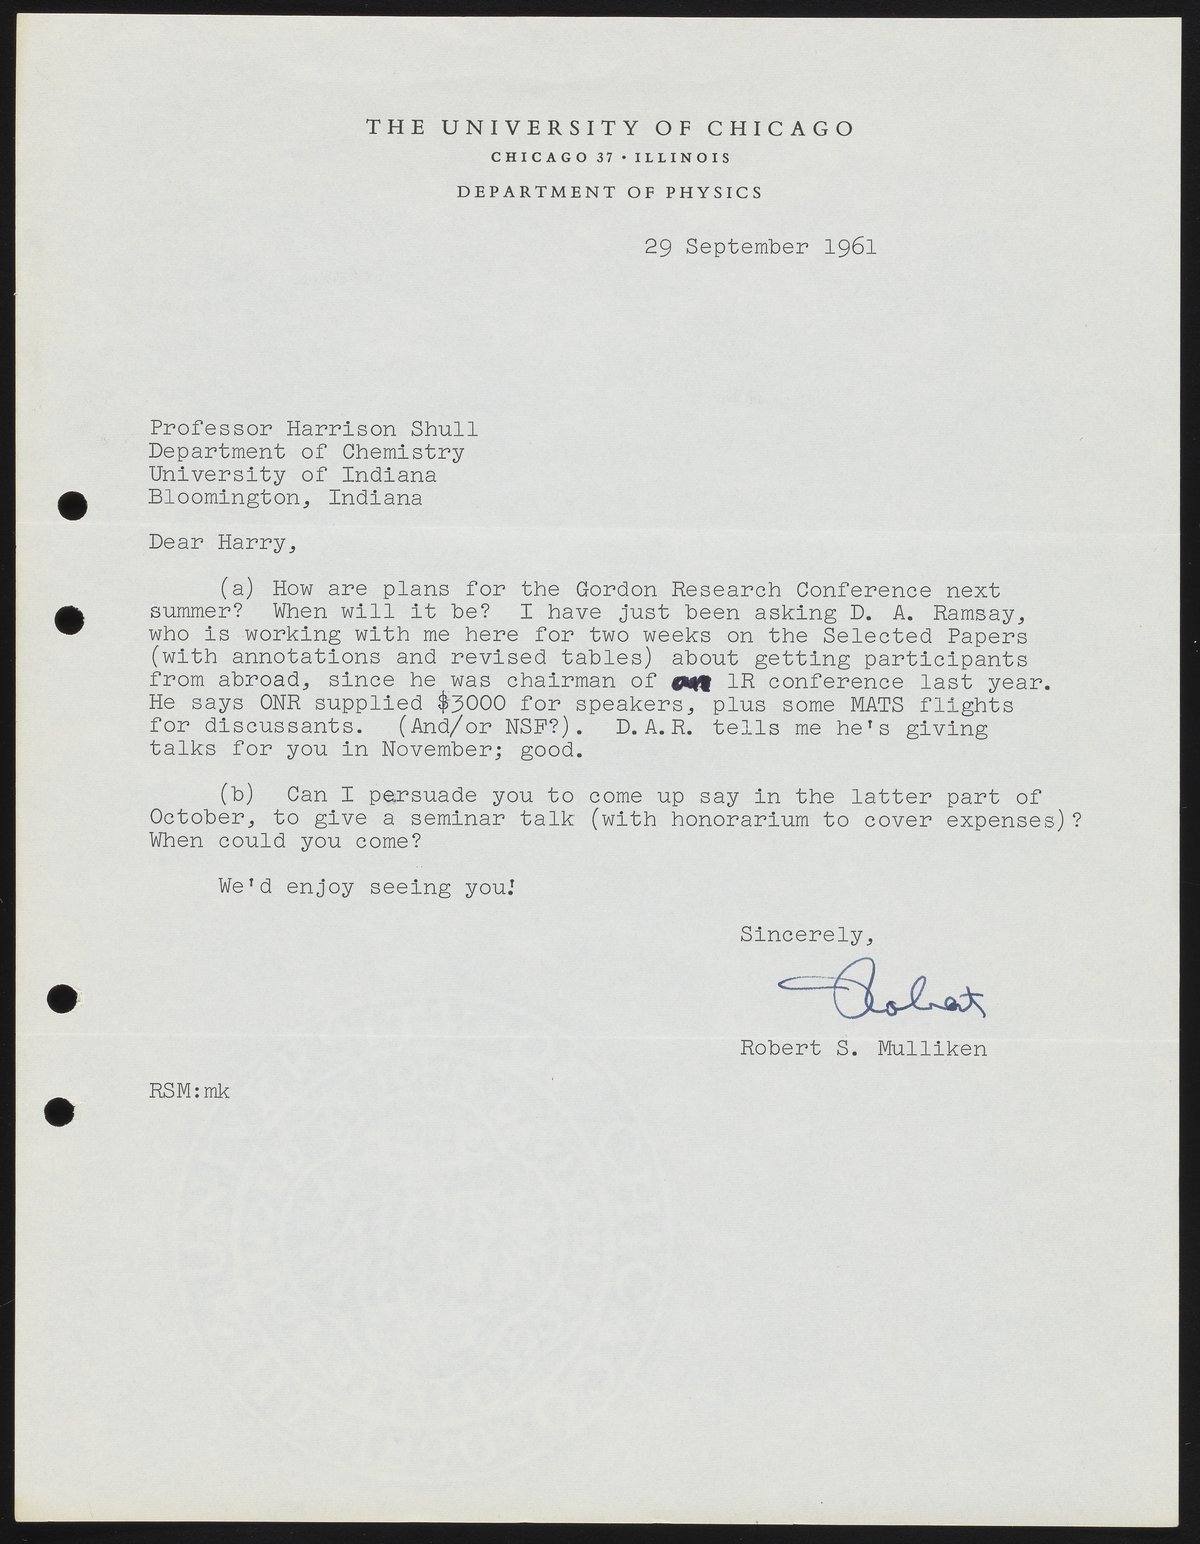 THE UNIVERSITY OF CHICAGO
CHICAGO 37 • ILLINOIS
DEPARTMENT OF PHYSICS
29 September 1961
Professor Harrison Shull
Department of Chemistry
University of Indiana
Bloomington, Indiana
Dear Harry,
(a) How are plans for the Gordon Research Conference next
summer? When will it be? I have just been asking D. A. Ramsay,
who is working with me here for two weeks on the Selected Papers
(with annotations and revised tables) about getting participants
from abroad, since he was chairman of an IR conference last year.
He says ONR supplied $3000 for speakers, plus some MATS flights
for discussants. (And/or NSF?). D.A.R. tells me he's giving
talks for you in November; good.
(b) Can I persuade you to come up say in the latter part of
October, to give a seminar talk (with honorarium to cover expenses)?
When could you come?
We'd enjoy seeing you!
Sincerely,
Robert
Robert S. Mulliken
RSM:mk